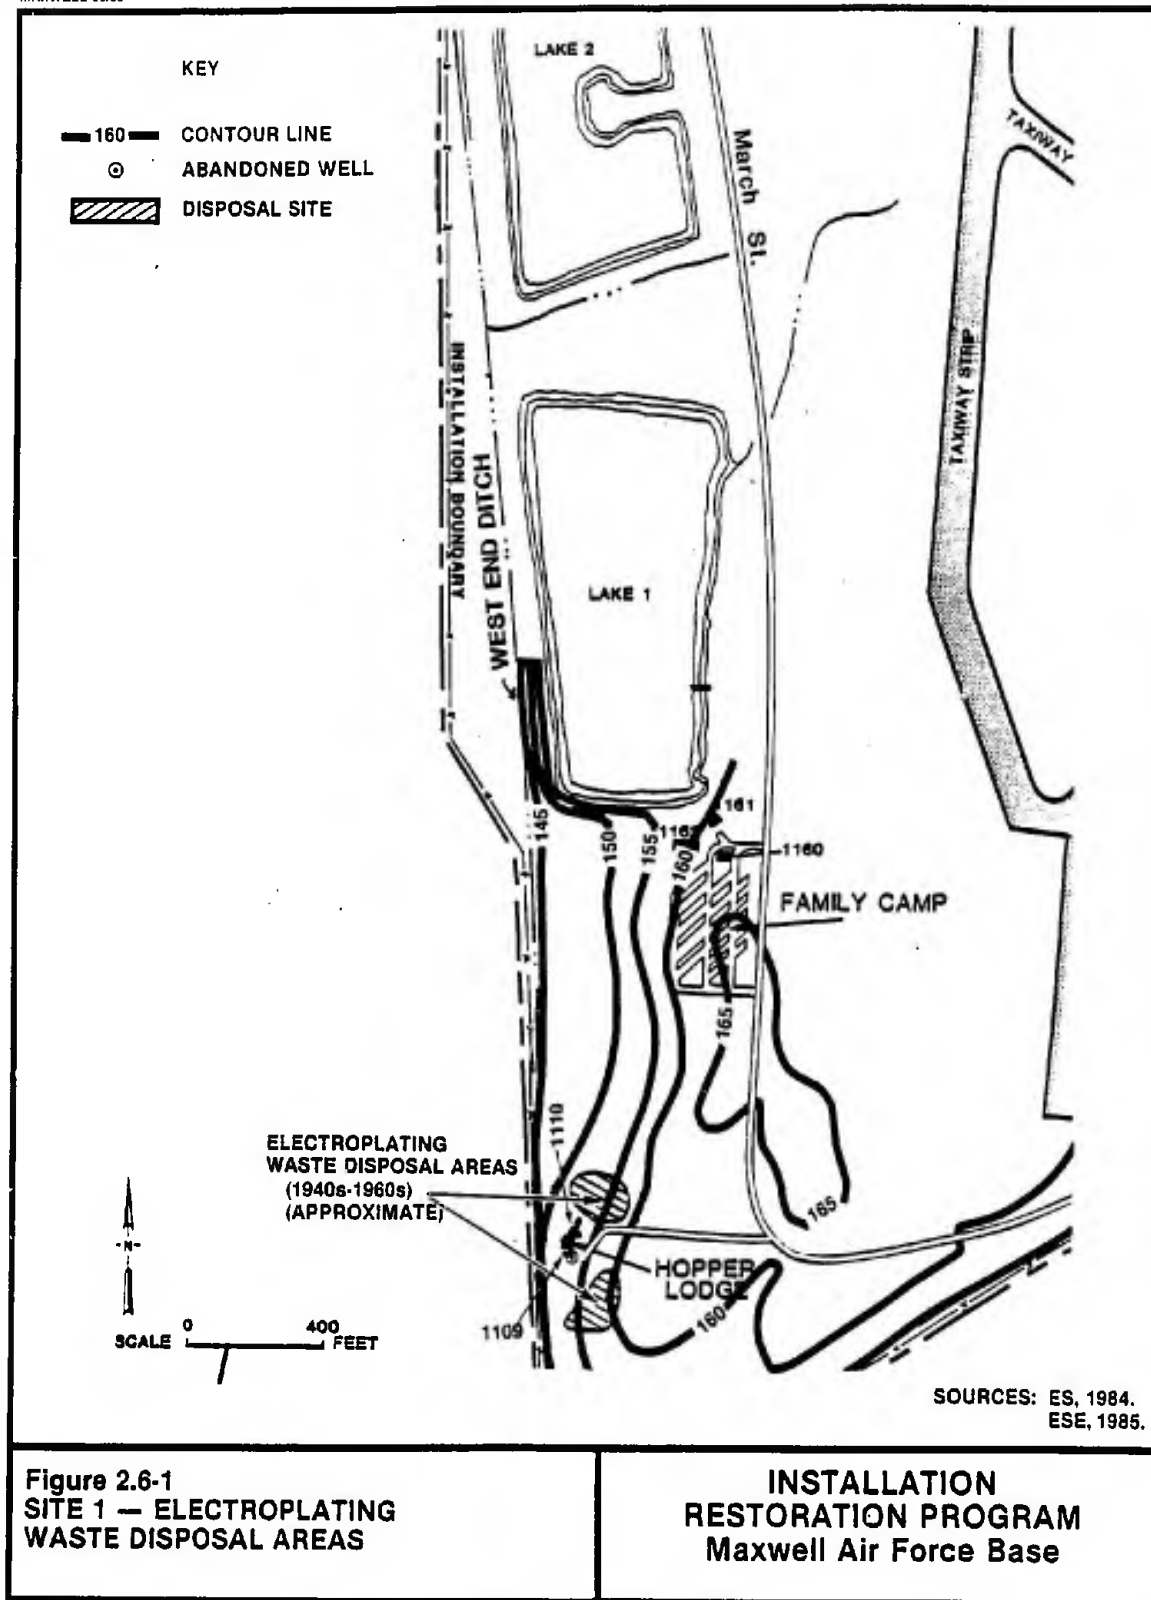 KEY
160 CONTOUR LINE
ABANDONED WELL
DISPOSAL SITE
LAKE 2
March St.
TAXIWAY
TAXIWAY STRIP
INSTALLATION BOUNDARY
WEST END DITCH
LAKE 1
145
150
155
160
161
1160
FAMILY CAMP
165
1110
ELECTROPLATING
WASTE DISPOSAL AREAS
(1940s-1960s)
(APPROXIMATE)
165
HOPPER
LODGE
160
1109
-N-
SCALE 0 400 FEET
SOURCES: ES, 1984.
ESE, 1985.
Figure 2.6-1
SITE 1 — ELECTROPLATING
WASTE DISPOSAL AREAS
INSTALLATION
RESTORATION PROGRAM
Maxwell Air Force Base